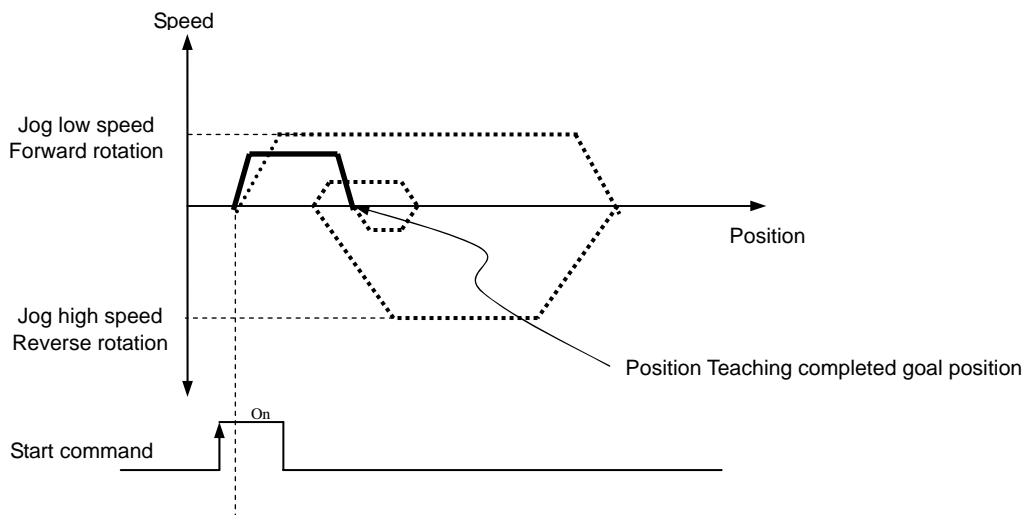 Speed
Jog low speed
Forward rotation
Position
Jog high speed
Reverse rotation
Position Teaching completed goal position
On
Start command